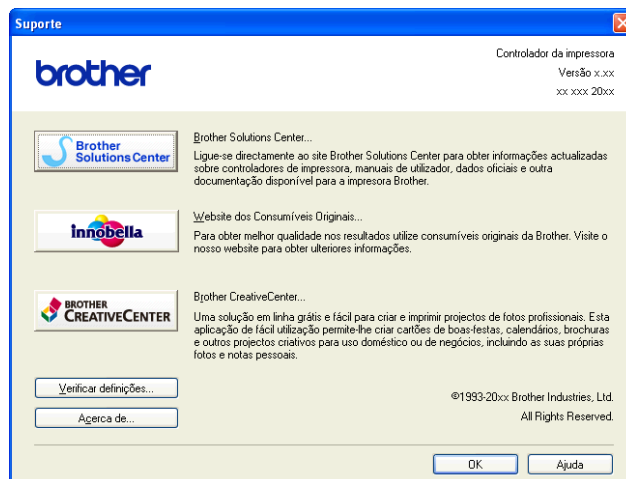 Suporte
brother
Controlador da impressora
Versão x.xx
xx xxx 20xx
Brother
Solutions Center
Brother Solutions Center...
Ligue-se directamente ao site Brother Solutions Center para obter informações actualizadas
sobre controladores de impressora, manuais de utilizador, dados oficiais e outra
documentação disponível para a impresora Brother.
innobella
Website dos Consumíveis Originais...
Para obter melhor qualidade nos resultados utilize consumíveis originais da Brother. Visite o
nosso website para obter ulteriores informações.
BROTHER
CREATIVECENTER
Brother CreativeCenter...
Uma solução em linha grátis e fácil para criar e imprimir projectos de fotos profissionais. Esta
aplicação de fácil utilização permite-lhe criar cartões de boas-festas, calendários, brochuras
e outros projectos criativos para uso doméstico ou de negócios, incluindo as suas próprias
fotos e notas pessoais.
Verificar definições...
Acerca de...
©1993-20xx Brother Industries, Ltd.
All Rights Reserved.
OK
Ajuda